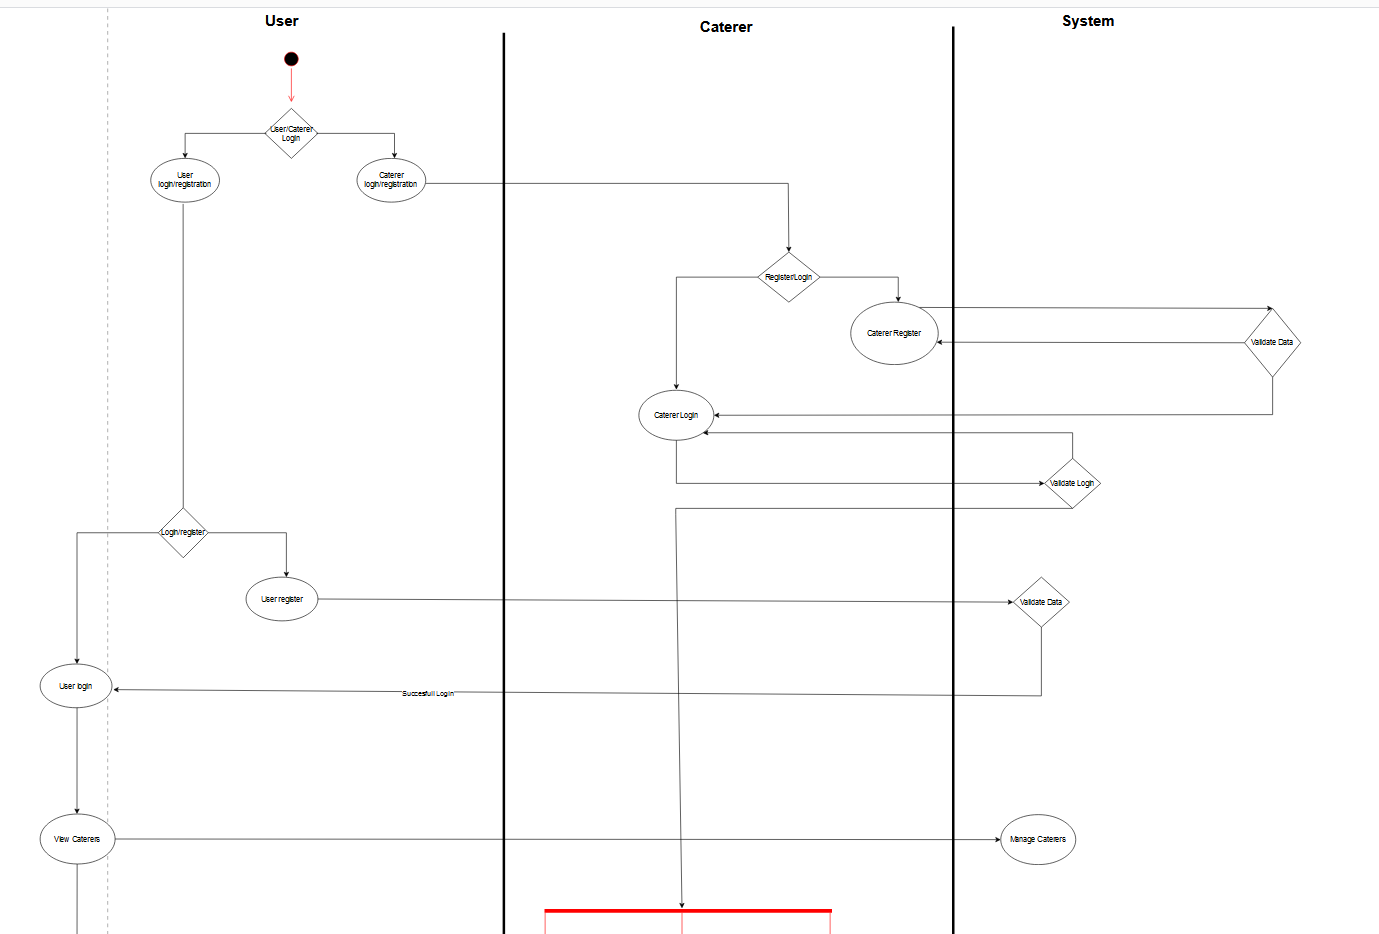 User
Caterer
System
User/Caterer
Login
User
login/registration
Caterer
login/registration
Register/Login
Caterer Register
Validate Data
Caterer Login
Validate Login
Login/register
User register
Validate Data
User login
Succesfull Login
View Caterers
Manage Caterers